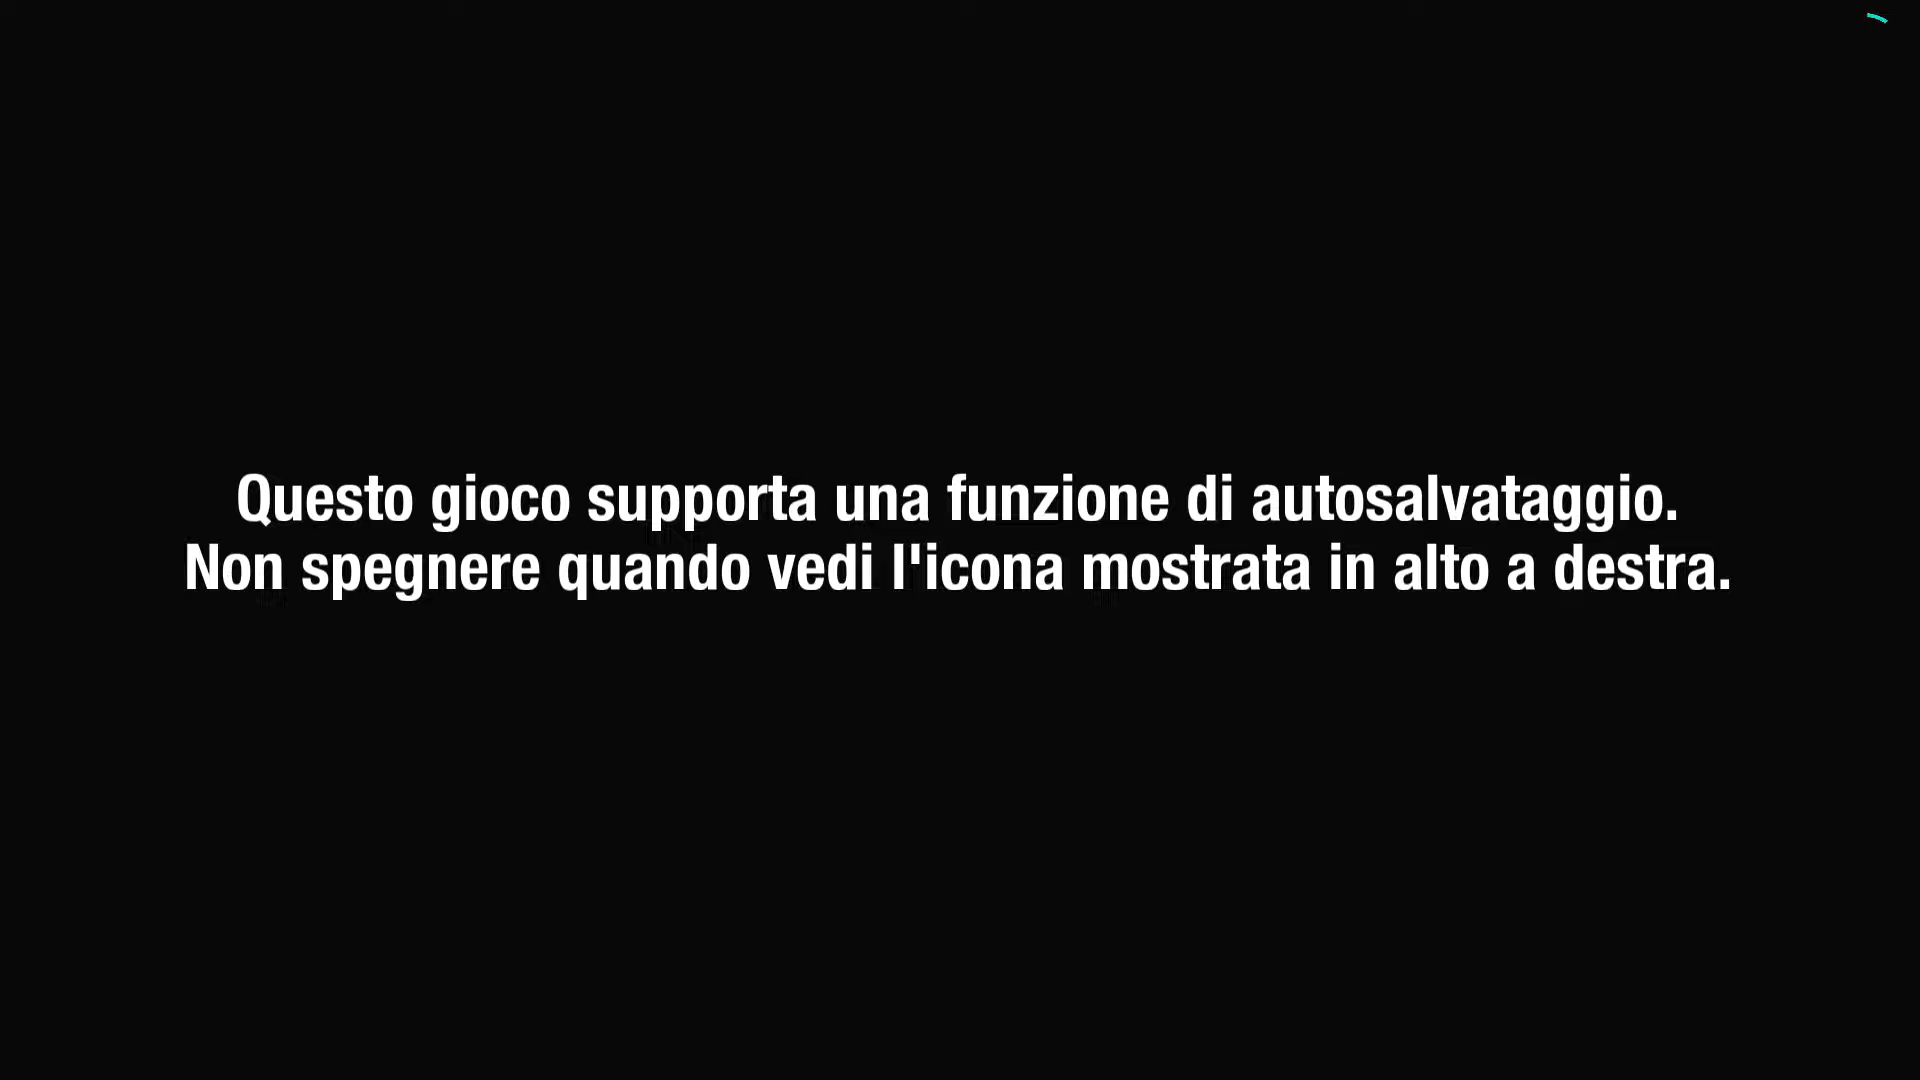 Questo gioco supporta una funzione di autosalvataggio.
Non spegnere quando vedi l'icona mostrata in alto a destra.